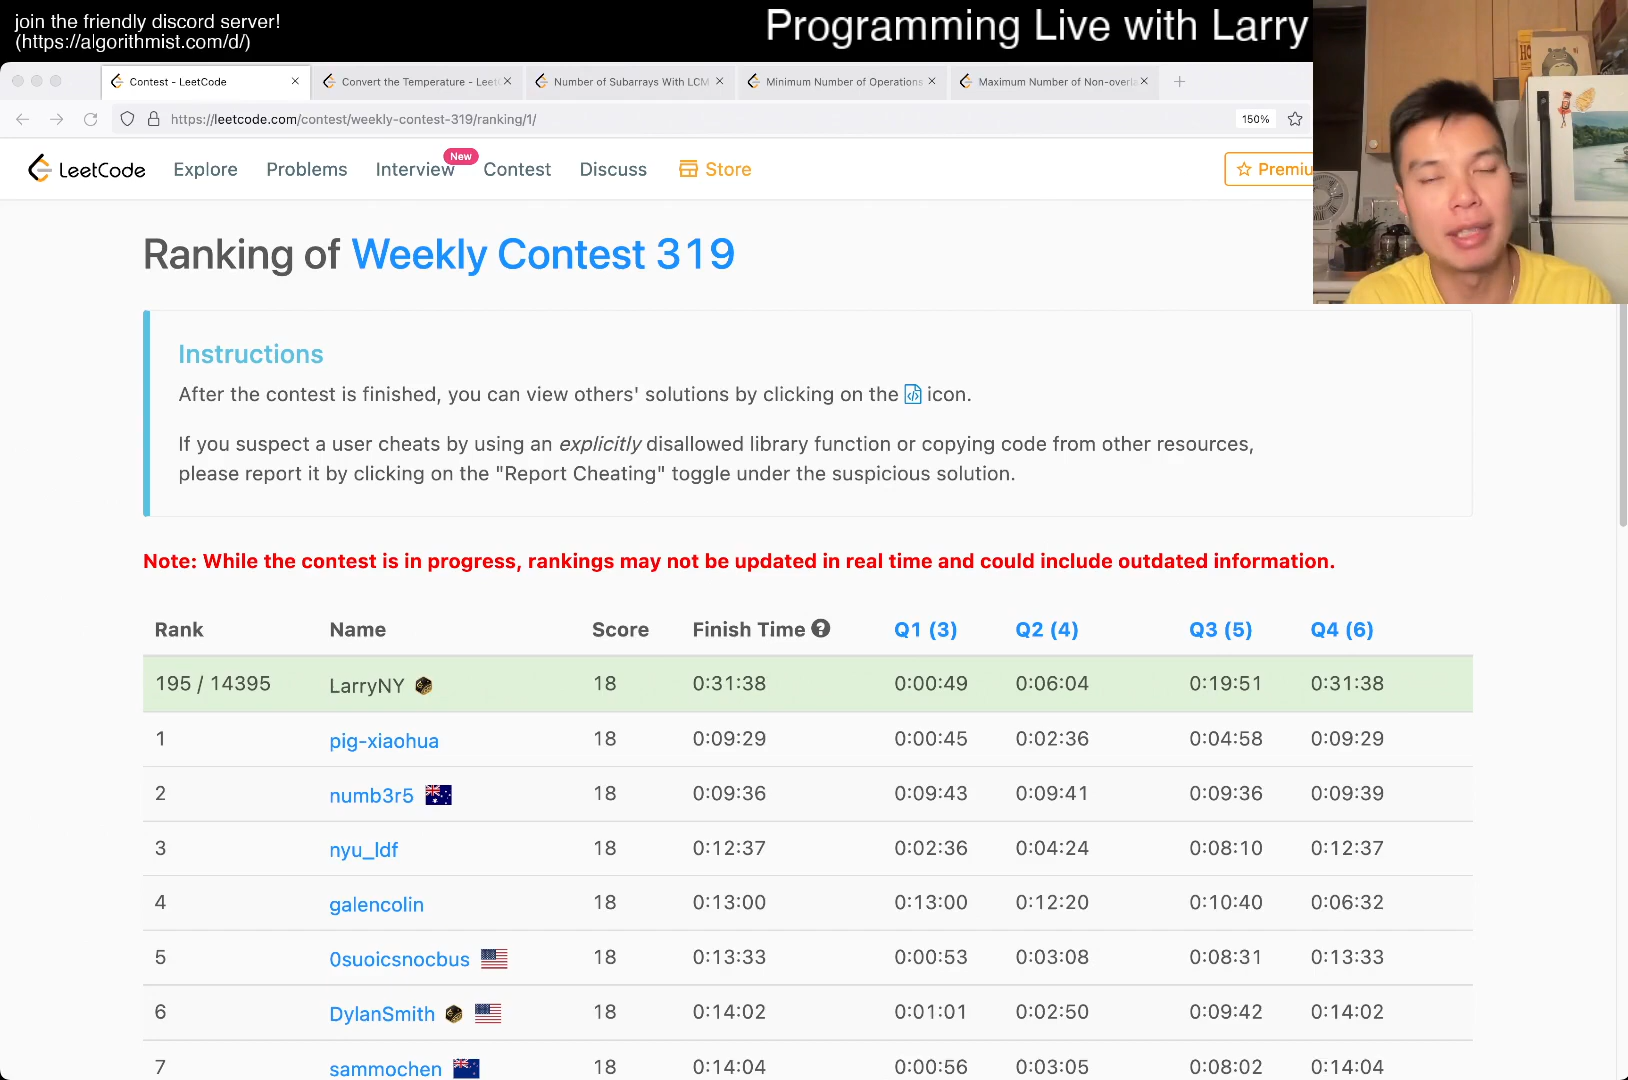 join the friendly discord server!
(https://algorithmist.com/d/)
Programming Live with Larry
Contest - LeetCode
Convert the Temperature - Leet
Number of Subarrays With LCM
Minimum Number of Operations
Maximum Number of Non-overla
https://leetcode.com/contest/weekly-contest-319/ranking/1/
150%
LeetCode
Explore
Problems
Interview
New
Contest
Discuss
Store
Premiu
Ranking of Weekly Contest 319
Instructions
After the contest is finished, you can view others' solutions by clicking on the </> icon.
If you suspect a user cheats by using an explicitly disallowed library function or copying code from other resources,
please report it by clicking on the "Report Cheating" toggle under the suspicious solution.
Note: While the contest is in progress, rankings may not be updated in real time and could include outdated information.
Rank Name Score Finish Time ? Q1 (3) Q2 (4) Q3 (5) Q4 (6)
195 / 14395 LarryNY 18 0:31:38 0:00:49 0:06:04 0:19:51 0:31:38
1 pig-xiaohua 18 0:09:29 0:00:45 0:02:36 0:04:58 0:09:29
2 numb3r5 18 0:09:36 0:09:43 0:09:41 0:09:36 0:09:39
3 nyu_ldf 18 0:12:37 0:02:36 0:04:24 0:08:10 0:12:37
4 galencolin 18 0:13:00 0:13:00 0:12:20 0:10:40 0:06:32
5 0suoicsnocbus 18 0:13:33 0:00:53 0:03:08 0:08:31 0:13:33
6 DylanSmith 18 0:14:02 0:01:01 0:02:50 0:09:42 0:14:02
7 sammochen 18 0:14:04 0:00:56 0:03:05 0:08:02 0:14:04